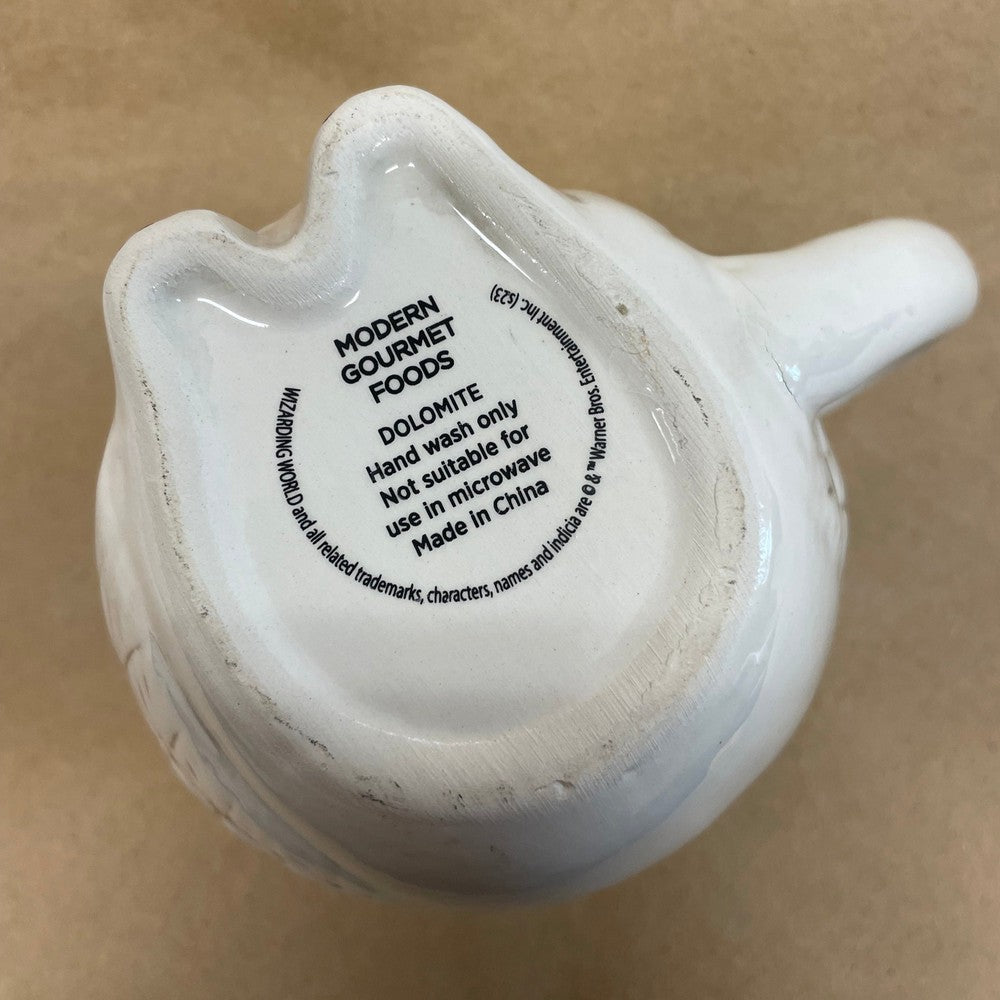 MODERN
GOURMET
FOODS
DOLOMITE
Hand wash only
Not suitable for
use in microwave
Made in China
WIZARDING WORLD and all related trademarks, characters, names and indicia are © & ™ Warner Bros. Entertainment Inc. (s23)